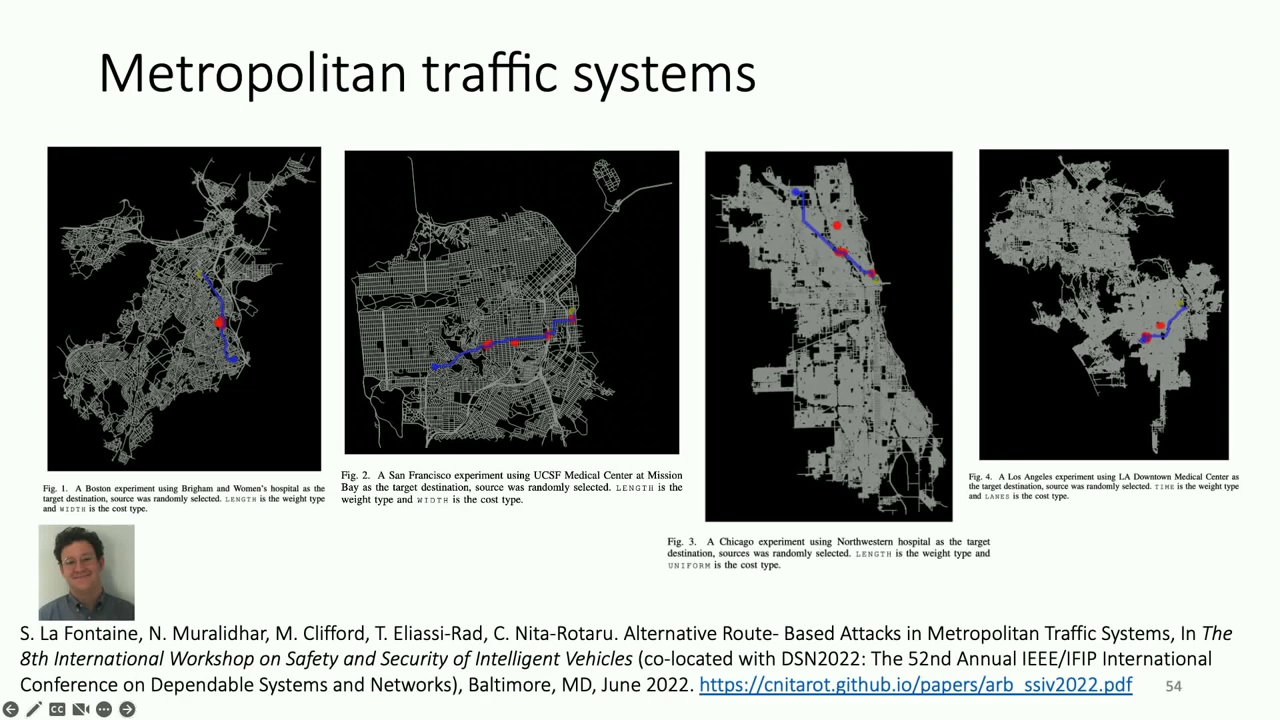 Metropolitan traffic systems
Fig. 1. A Boston experiment using Brigham and Women's hospital as the
target destination, source was randomly selected. LENGTH is the weight type
and WIDTH is the cost type.
Fig. 2. A San Francisco experiment using UCSF Medical Center at Mission
Bay as the target destination, source was randomly selected. LENGTH is the
weight type and WIDTH is the cost type.
Fig. 3. A Chicago experiment using Northwestern hospital as the target
destination, sources was randomly selected. LENGTH is the weight type and
UNIFORM is the cost type.
Fig. 4. A Los Angeles experiment using LA Downtown Medical Center as
the target destination, source was randomly selected. TIME is the weight type
and LANES is the cost type.
S. La Fontaine, N. Muralidhar, M. Clifford, T. Eliassi-Rad, C. Nita-Rotaru. Alternative Route- Based Attacks in Metropolitan Traffic Systems, In The
8th International Workshop on Safety and Security of Intelligent Vehicles (co-located with DSN2022: The 52nd Annual IEEE/IFIP International
Conference on Dependable Systems and Networks), Baltimore, MD, June 2022. https://cnitarot.github.io/papers/arb_ssiv2022.pdf
54
CC